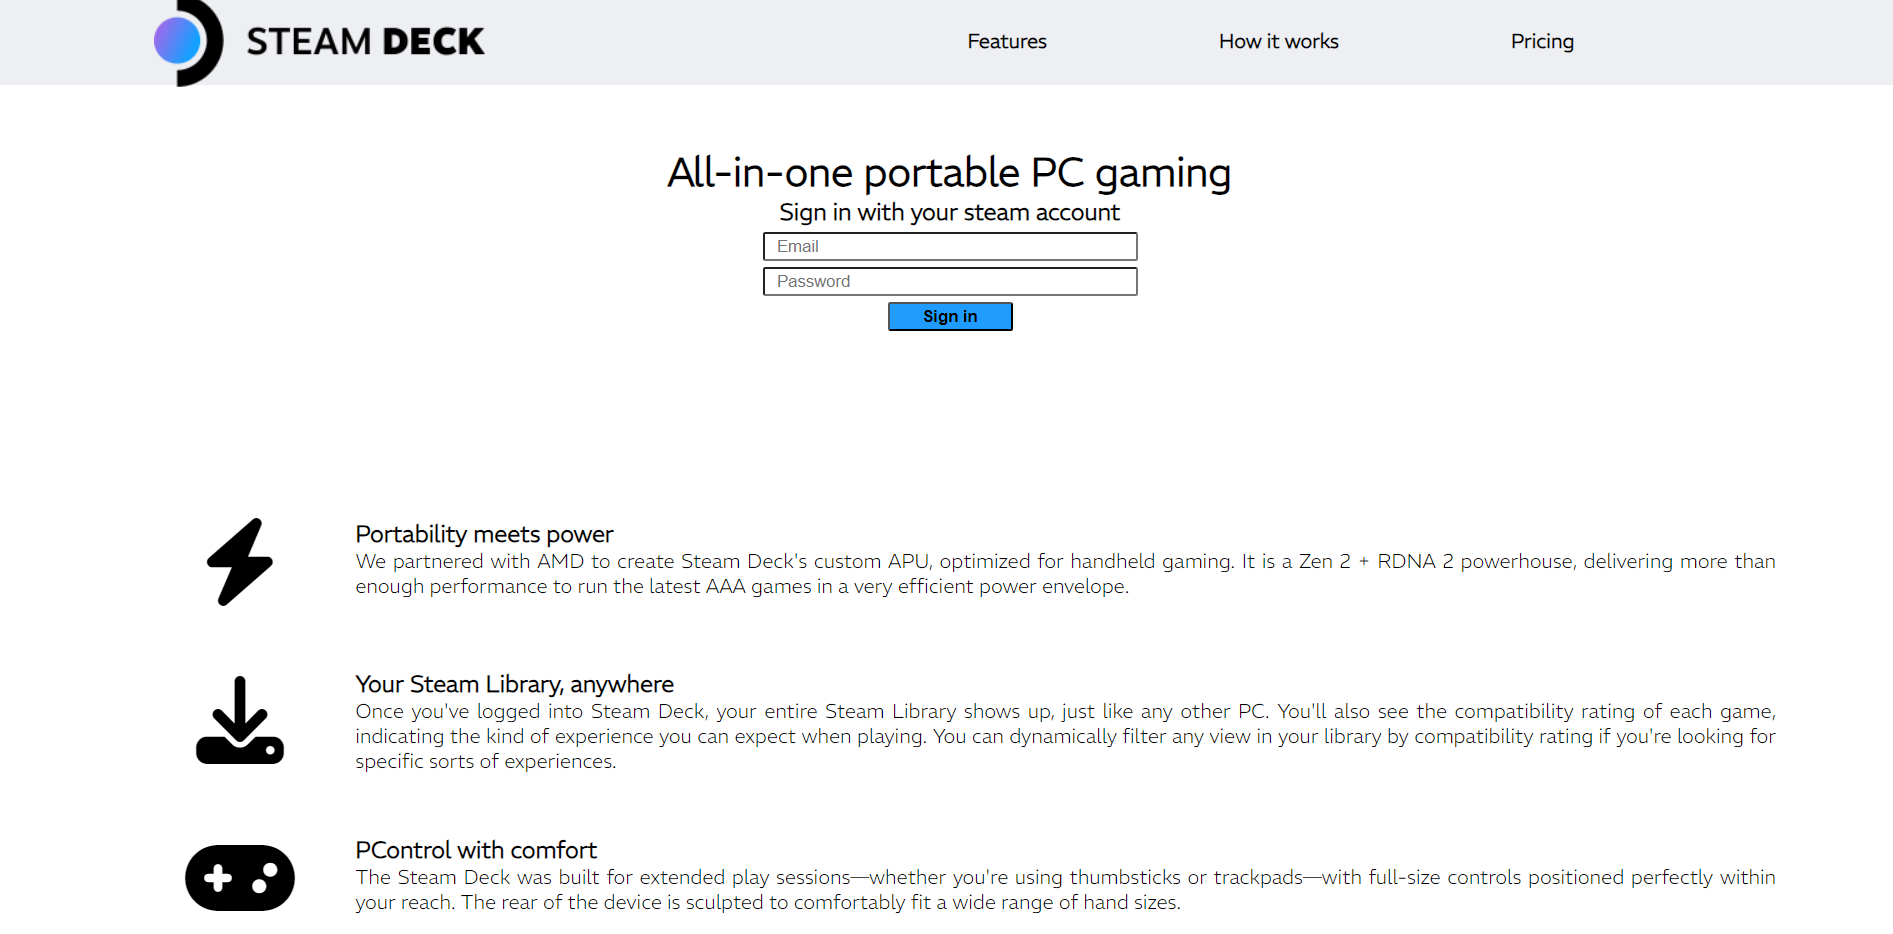 STEAM DECK
Features
How it works
Pricing
All-in-one portable PC gaming
Sign in with your steam account
Email
Password
Sign in
Portability meets power
We partnered with AMD to create Steam Deck's custom APU, optimized for handheld gaming. It is a Zen 2 + RDNA 2 powerhouse, delivering more than
enough performance to run the latest AAA games in a very efficient power envelope.
Your Steam Library, anywhere
Once you've logged into Steam Deck, your entire Steam Library shows up, just like any other PC. You'll also see the compatibility rating of each game,
indicating the kind of experience you can expect when playing. You can dynamically filter any view in your library by compatibility rating if you're looking for
specific sorts of experiences.
PControl with comfort
The Steam Deck was built for extended play sessions—whether you're using thumbsticks or trackpads—with full-size controls positioned perfectly within
your reach. The rear of the device is sculpted to comfortably fit a wide range of hand sizes.